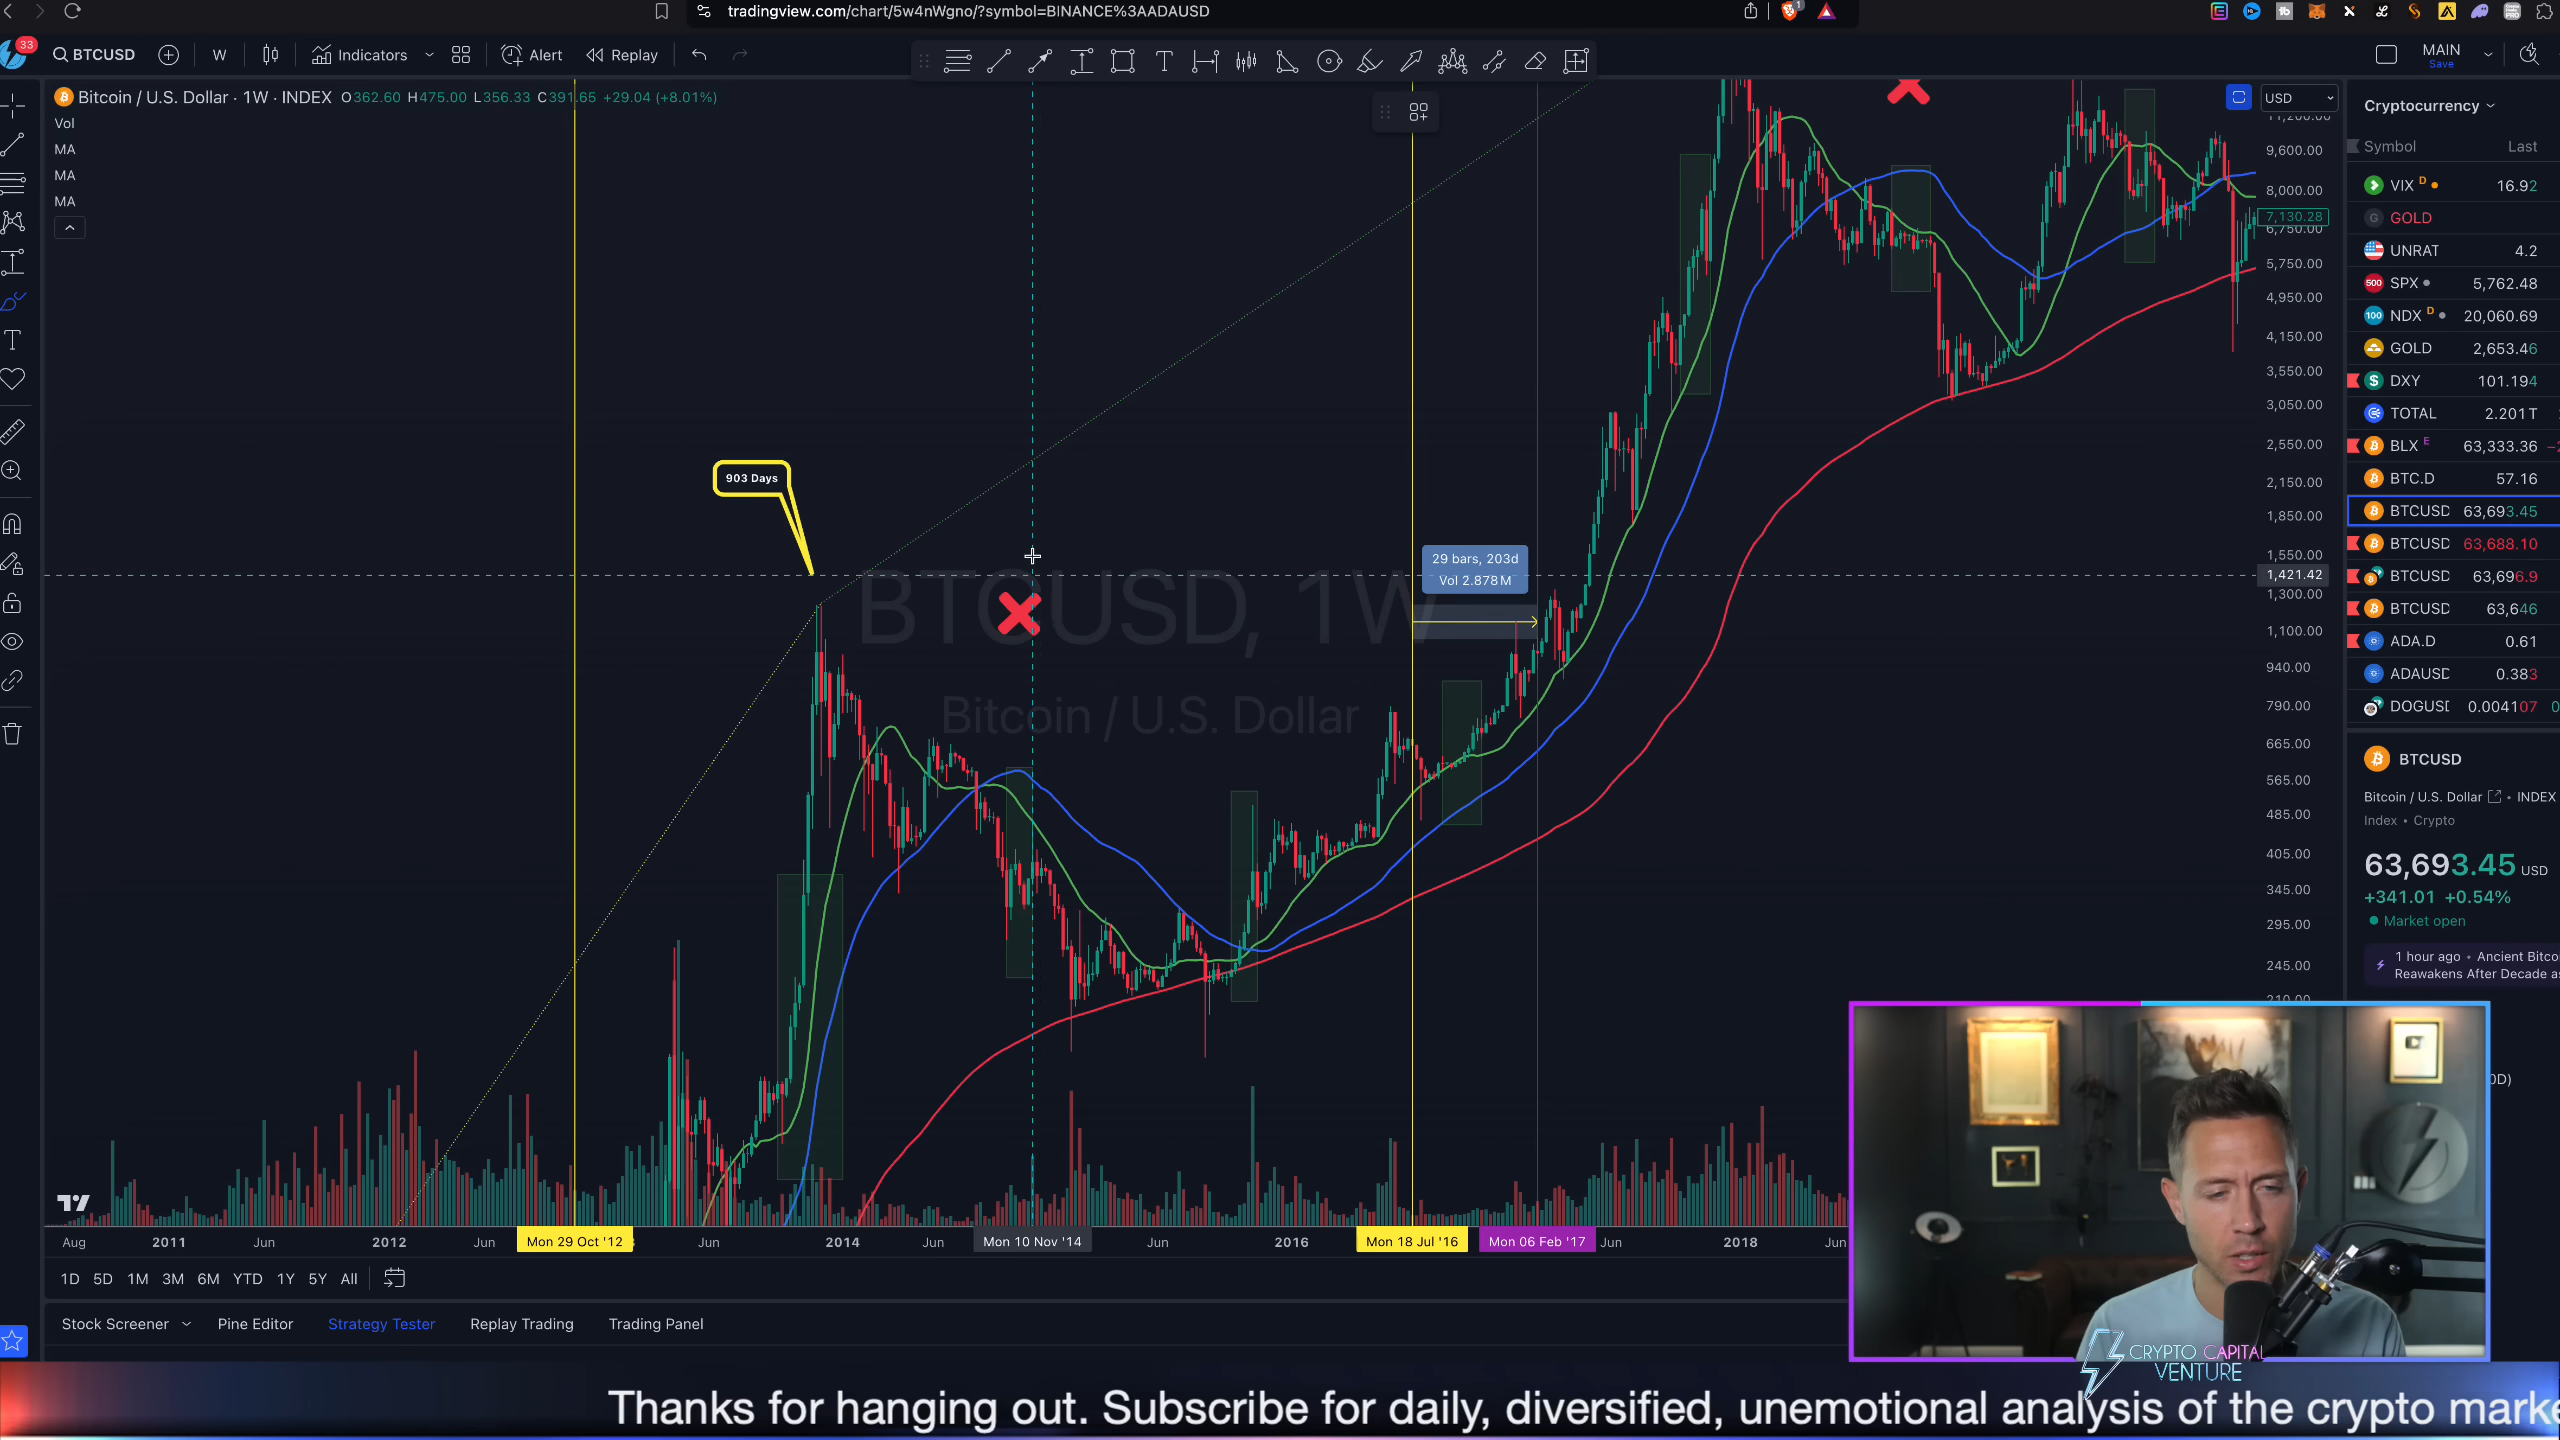 tradingview.com/chart/5w4nWgno/?symbol=BINANCE%3AADAUSD
1
33
BTCUSD
W
Indicators
Alert
Replay
MAIN
Save
Bitcoin / U.S. Dollar · 1W · INDEX O362.60 H475.00 L356.33 C391.65 +29.04 (+8.01%)
Vol
MA
MA
MA
USD
9,600.00
8,000.00
7,130.28
6,750.00
5,750.00
4,950.00
4,150.00
3,550.00
3,050.00
2,550.00
2,150.00
1,850.00
1,550.00
1,421.42
1,300.00
1,100.00
940.00
790.00
665.00
565.00
485.00
405.00
345.00
295.00
245.00
903 Days
BTCUSD, 1W
Bitcoin / U.S. Dollar
29 bars, 203d
Vol 2.878M
Cryptocurrency
Symbol Last
VIX D 16.92
GOLD
UNRAT 4.2
SPX 5,762.48
NDX D 20,060.69
GOLD 2,653.46
DXY 101.194
TOTAL 2.201T
BLX E 63,333.36
BTC.D 57.16
BTCUSD 63,693.45
BTCUSD 63,688.10
BTCUSD 63,696.9
BTCUSD 63,646
ADA.D 0.61
ADAUSD 0.383
DOGUSD 0.004107
BTCUSD
Bitcoin / U.S. Dollar • INDEX
Index • Crypto
63,693.45 USD
+341.01 +0.54%
Market open
1 hour ago • Ancient Bitco
Reawakens After Decade as
0D)
Aug 2011 Jun 2012 Jun Mon 29 Oct '12 Jun 2014 Jun Mon 10 Nov '14 Jun 2016 Mon 18 Jul '16 Mon 06 Feb '17 Jun 2018 Jun
1D 5D 1M 3M 6M YTD 1Y 5Y All
Stock Screener Pine Editor Strategy Tester Replay Trading Trading Panel
CRYPTO CAPITAL
VENTURE
Thanks for hanging out. Subscribe for daily, diversified, unemotional analysis of the crypto marke